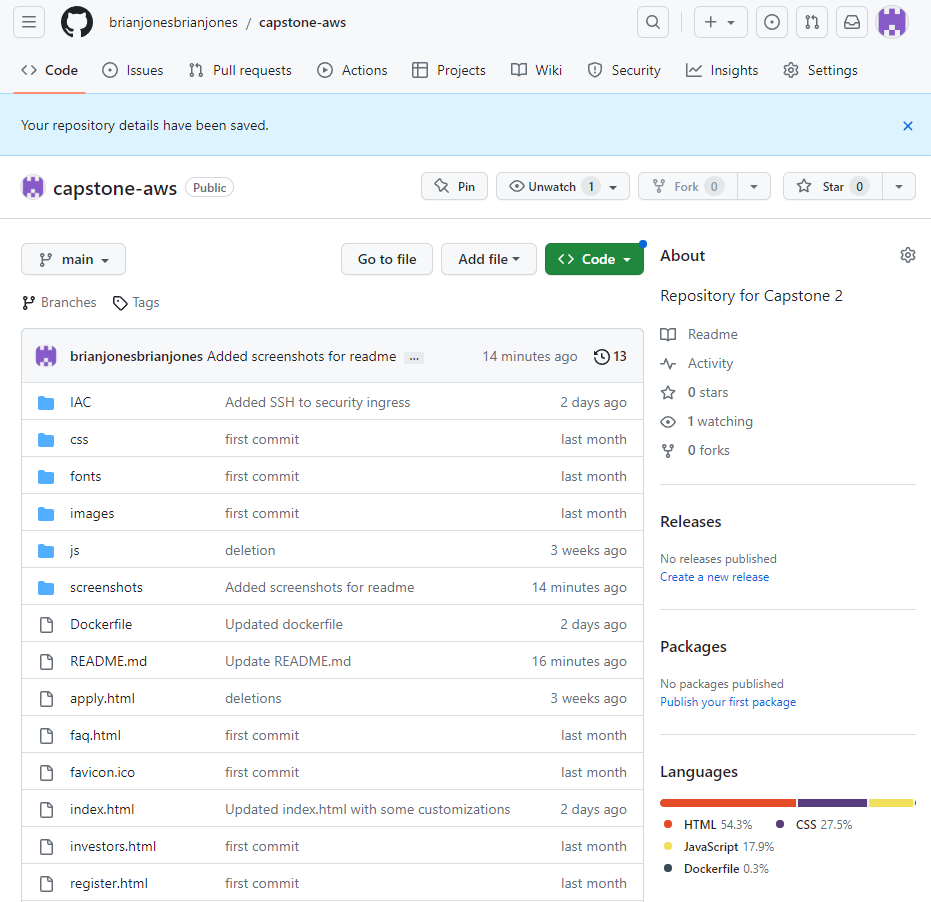 brianjonesbrianjones / capstone-aws
Code Issues Pull requests Actions Projects Wiki Security Insights Settings
Your repository details have been saved.
capstone-aws Public Pin Unwatch 1 Fork 0 Star 0
main Go to file Add file Code
Branches Tags
brianjonesbrianjones Added screenshots for readme ... 14 minutes ago 13
IAC Added SSH to security ingress 2 days ago
css first commit last month
fonts first commit last month
images first commit last month
js deletion 3 weeks ago
screenshots Added screenshots for readme 14 minutes ago
Dockerfile Updated dockerfile 2 days ago
README.md Update README.md 16 minutes ago
apply.html deletions 3 weeks ago
faq.html first commit last month
favicon.ico first commit last month
index.html Updated index.html with some customizations 2 days ago
investors.html first commit last month
register.html first commit last month
About
Repository for Capstone 2
Readme
Activity
0 stars
1 watching
0 forks
Releases
No releases published
Create a new release
Packages
No packages published
Publish your first package
Languages
HTML 54.3% CSS 27.5%
JavaScript 17.9%
Dockerfile 0.3%